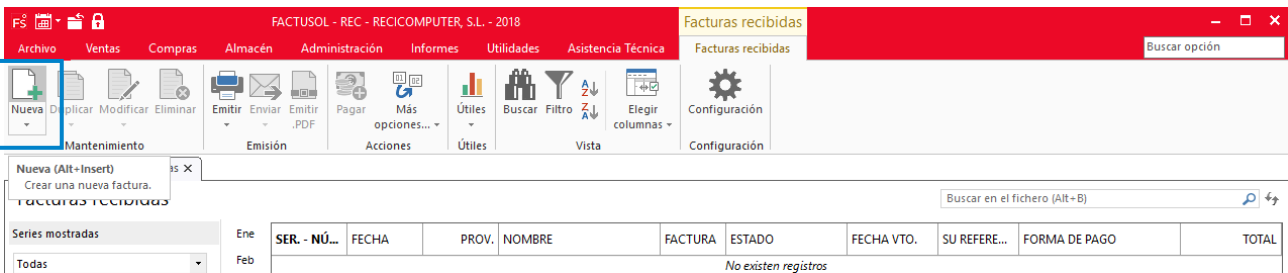 FS FACTUSOL - REC - RECICOMPUTER, S.L. - 2018 Facturas recibidas
Archivo Ventas Compras Almacén Administración Informes Utilidades Asistencia Técnica Facturas recibidas Buscar opción
Nueva Duplicar Modificar Eliminar Emitir Enviar Emitir .PDF Pagar Más opciones... Útiles Buscar Filtro Elegir columnas Configuración
Mantenimiento Emisión Acciones Útiles Vista Configuración
Nueva (Alt+Insert)
Crear una nueva factura.
Facturas recibidas Buscar en el fichero (Alt+B)
Series mostradas Ene SER. - NÚ... FECHA PROV. NOMBRE FACTURA ESTADO FECHA VTO. SU REFERE... FORMA DE PAGO TOTAL
Todas Feb No existen registros